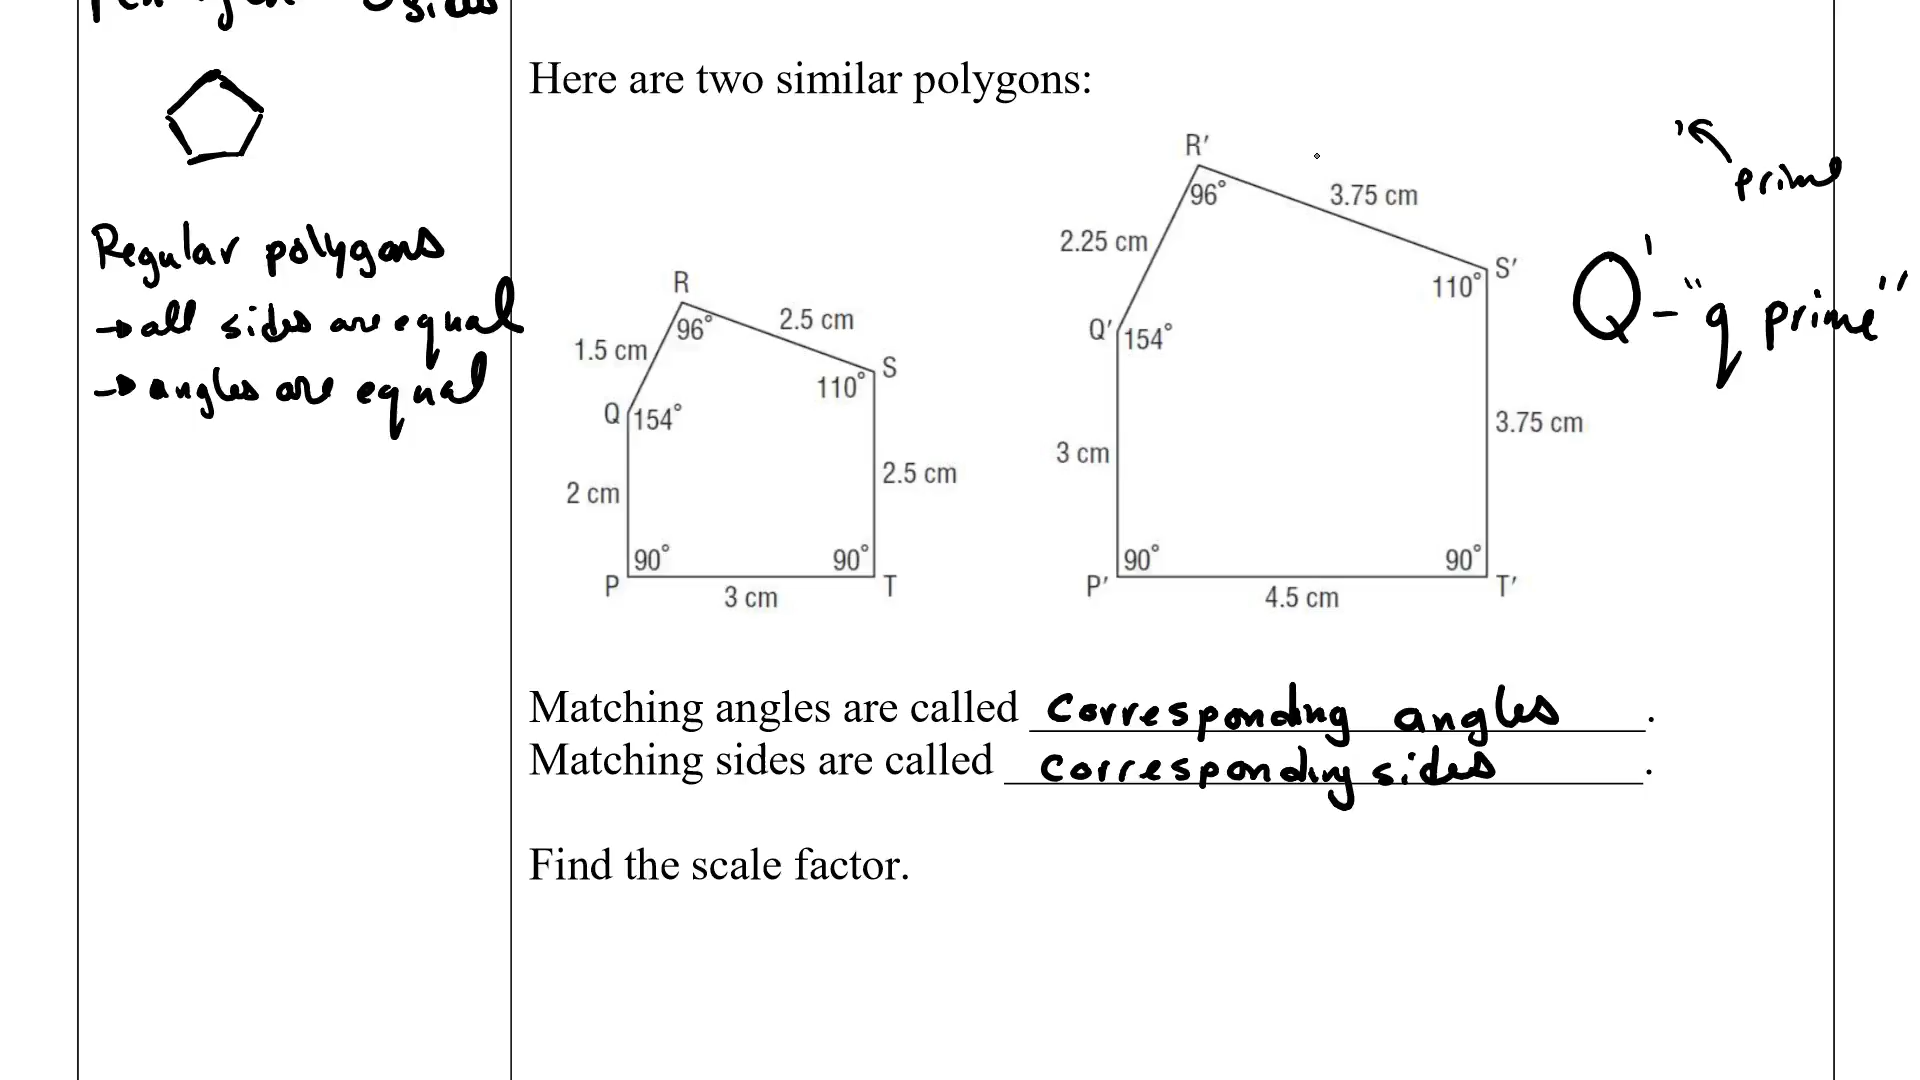 sides
Regular polygons
→ all sides are equal
→ angles are equal
Here are two similar polygons:
R
96°
2.5 cm
1.5 cm
S
110°
Q
154°
2.5 cm
2 cm
90°
90°
P
T
3 cm
R'
96°
3.75 cm
2.25 cm
S'
110°
Q'
154°
3.75 cm
3 cm
90°
90°
P'
T'
4.5 cm
'
prime
Q' - "q prime"
Matching angles are called corresponding angles.
Matching sides are called corresponding sides.
Find the scale factor.